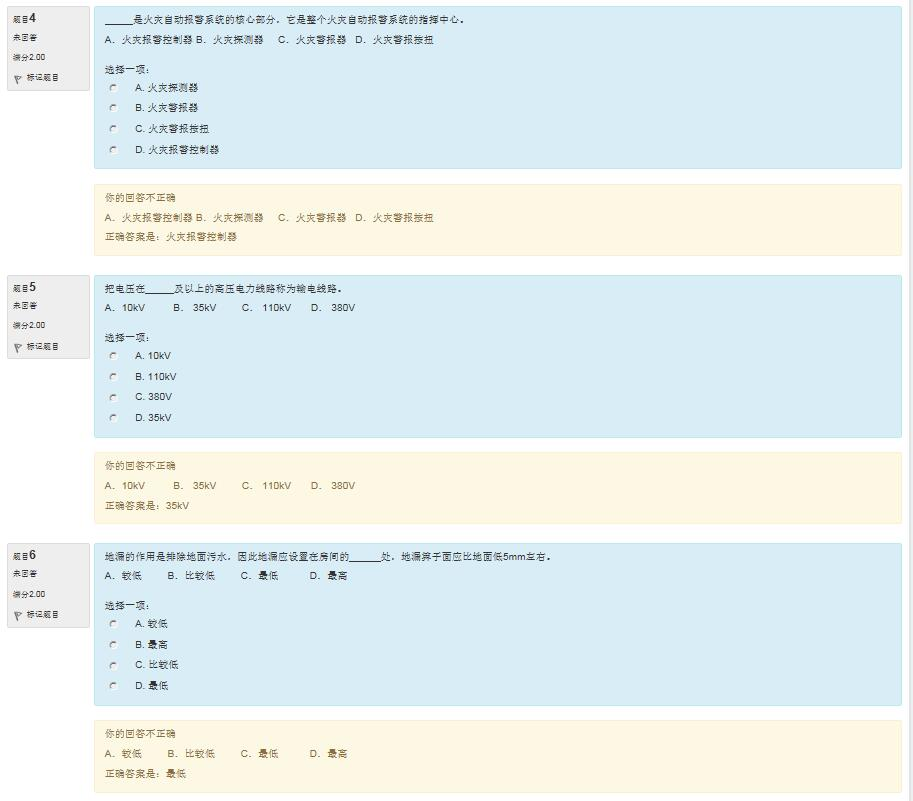 题目4
未回答
满分2.00
标记题目
______是火灾自动报警系统的核心部分，它是整个火灾自动报警系统的指挥中心。
A．火灾报警控制器 B．火灾探测器 C．火灾警报器 D．火灾警报按扭
选择一项：
A. 火灾探测器
B. 火灾警报器
C. 火灾警报按扭
D. 火灾报警控制器
你的回答不正确
A．火灾报警控制器 B．火灾探测器 C．火灾警报器 D．火灾警报按扭
正确答案是：火灾报警控制器
题目5
未回答
满分2.00
标记题目
把电压在______及以上的高压电力线路称为输电线路。
A．10kV B． 35kV C． 110kV D． 380V
选择一项：
A. 10kV
B. 110kV
C. 380V
D. 35kV
你的回答不正确
A．10kV B． 35kV C． 110kV D． 380V
正确答案是：35kV
题目6
未回答
满分2.00
标记题目
地漏的作用是排除地面污水，因此地漏应设置在房间的______处，地漏箅子面应比地面低5mm左右。
A．较低 B．比较低 C．最低 D．最高
选择一项：
A. 较低
B. 最高
C. 比较低
D. 最低
你的回答不正确
A．较低 B．比较低 C．最低 D．最高
正确答案是：最低